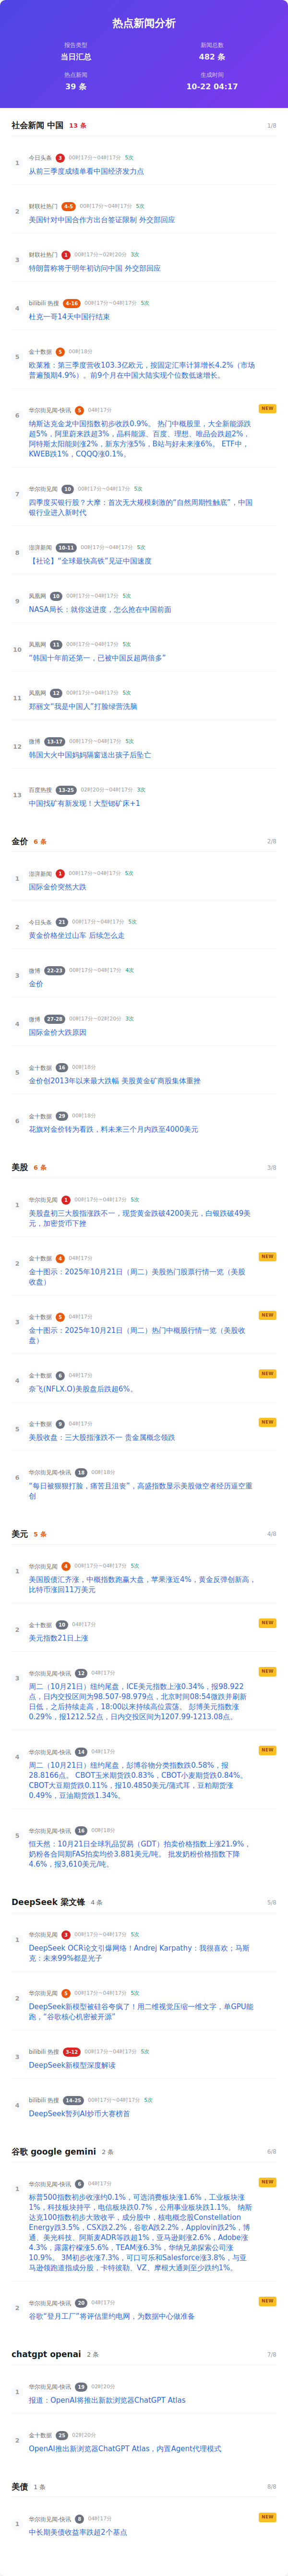 热点新闻分析
报告类型
新闻总数
当日汇总
482 条
热点新闻
生成时间
39 条
10-22 04:17
社会新闻 中国 13 条 1/8
1
今日头条 3 00时17分~04时17分 5次
从前三季度成绩单看中国经济发力点
2
财联社热门 4-5 00时17分~04时17分 5次
美国针对中国合作方出台签证限制 外交部回应
3
财联社热门 1 00时17分~02时20分 3次
特朗普称将于明年初访问中国 外交部回应
4
bilibili 热搜 4-16 00时17分~04时17分 5次
杜克一哥14天中国行结束
5
金十数据 5 00时18分
欧莱雅：第三季度营收103.3亿欧元，按固定汇率计算增长4.2%（市场
普遍预期4.9%）。前9个月在中国大陆实现个位数低速增长。
6
华尔街见闻-快讯 5 04时17分
NEW
纳斯达克金龙中国指数初步收跌0.9%。 热门中概股里，大全新能源跌
超5%，阿里跌3%，晶科能源、百度、理想、唯品会跌超2%，
阿特斯太阳能则涨2%，新东方涨5%，B站与好未来涨6%。 ETF中，
KWEB跌1%，CQQQ涨0.1%。
7
华尔街见闻 10 00时17分~04时17分 5次
四季度买银行股？大摩：首次无大规模刺激的“自然周期性触底”，中国
银行业进入新时代
8
澎湃新闻 10-11 00时17分~04时17分 5次
【社论】“全球最快高铁”见证中国速度
9
凤凰网 10 00时17分~04时17分 5次
NASA局长：就你这进度，怎么抢在中国前面
10
凤凰网 11 00时17分~04时17分 5次
“韩国十年前还第一，已被中国反超两倍多”
11
凤凰网 12 00时17分~04时17分 5次
郑丽文“我是中国人”打脸绿营洗脑
12
微博 13-17 00时17分~04时17分 5次
韩国大火中国妈妈隔窗送出孩子后坠亡
13
百度热搜 13-25 02时20分~04时17分 3次
中国找矿有新发现！大型锶矿床+1
金价 6 条 2/8
1
澎湃新闻 1 00时17分~04时17分 5次
国际金价突然大跌
2
今日头条 21 00时17分~04时17分 5次
黄金价格坐过山车 后续怎么走
3
微博 22-23 00时17分~04时17分 4次
金价
4
微博 27-28 00时17分~02时20分 3次
国际金价大跌原因
5
金十数据 16 00时18分
金价创2013年以来最大跌幅 美股黄金矿商股集体重挫
6
金十数据 29 00时18分
花旗对金价转为看跌，料未来三个月内跌至4000美元
美股 6 条 3/8
1
华尔街见闻 1 00时17分~04时17分 5次
美股盘初三大股指涨跌不一，现货黄金跌破4200美元，白银跌破49美
元，加密货币下挫
2
金十数据 4 04时17分
NEW
金十图示：2025年10月21日（周二）美股热门股票行情一览（美股
收盘）
3
金十数据 5 04时17分
NEW
金十图示：2025年10月21日（周二）热门中概股行情一览（美股收
盘）
4
金十数据 6 04时17分
NEW
奈飞(NFLX.O)美股盘后跌超6%。
5
金十数据 9 04时17分
NEW
美股收盘：三大股指涨跌不一 贵金属概念领跌
6
华尔街见闻-快讯 18 00时18分
“每日被狠狠打脸，痛苦且沮丧”，高盛指数显示美股做空者经历逼空重
创
美元 5 条 4/8
1
华尔街见闻 4 00时17分~04时17分 5次
美国股债汇齐涨，中概指数跑赢大盘，苹果涨近4%，黄金反弹创新高，
比特币涨回11万美元
2
金十数据 10 04时17分
NEW
美元指数21日上涨
3
华尔街见闻-快讯 12 04时17分
NEW
周二（10月21日）纽约尾盘，ICE美元指数上涨0.34%，报98.922
点，日内交投区间为98.507-98.979点，北京时间08:54微跌并刷新
日低，之后持续走高，18:00以来持续高位震荡。 彭博美元指数涨
0.29%，报1212.52点，日内交投区间为1207.99-1213.08点。
4
华尔街见闻-快讯 14 04时17分
NEW
周二（10月21日）纽约尾盘，彭博谷物分类指数跌0.58%，报
28.8166点。 CBOT玉米期货跌0.83%，CBOT小麦期货跌0.84%。
CBOT大豆期货跌0.11%，报10.4850美元/蒲式耳，豆粕期货涨
0.49%，豆油期货跌1.34%。
5
华尔街见闻-快讯 16 00时18分
恒天然：10月21日全球乳品贸易（GDT）拍卖价格指数上涨21.9%，
奶粉各合同期FAS拍卖均价3.881美元/吨。 批发奶粉价格指数下降
4.6%，报3,610美元/吨。
DeepSeek 梁文锋 4 条 5/8
1
华尔街见闻 3 00时17分~04时17分 5次
DeepSeek OCR论文引爆网络！Andrej Karpathy：我很喜欢；马斯
克：未来99%都是光子
2
华尔街见闻 5 00时17分~04时17分 5次
DeepSeek新模型被硅谷夸疯了！用二维视觉压缩一维文字，单GPU能
跑，“谷歌核心机密被开源”
3
bilibili 热搜 3-12 00时17分~04时17分 5次
DeepSeek新模型深度解读
4
bilibili 热搜 14-25 00时17分~04时17分 5次
DeepSeek暂列AI炒币大赛榜首
谷歌 google gemini 2 条 6/8
1
华尔街见闻-快讯 6 04时17分
NEW
标普500指数初步收涨约0.1%，可选消费板块涨1.6%，工业板块涨
1%，科技板块持平，电信板块跌0.7%，公用事业板块跌1.1%。 纳斯
达克100指数初步大致收平，成分股中，核电概念股Constellation
Energy跌3.5%，CSX跌2.2%，谷歌A跌2.2%，Applovin跌2%，博
通、美光科技、阿斯麦ADR等跌超1%，亚马逊则涨2.6%，Adobe涨
4.3%，露露柠檬涨5.6%，TEAM涨6.3%，华纳兄弟探索公司涨
10.9%。 3M初步收涨7.3%，可口可乐和Salesforce涨3.8%，与亚
马逊领跑道指成分股，卡特彼勒、VZ、摩根大通则至少跌约1%。
2
华尔街见闻-快讯 20 04时17分
NEW
谷歌“登月工厂”将评估里约电网，为数据中心做准备
chatgpt openai 2 条 7/8
1
华尔街见闻-快讯 19 02时20分
报道：OpenAI将推出新款浏览器ChatGPT Atlas
2
金十数据 25 02时20分
OpenAI推出新浏览器ChatGPT Atlas，内置Agent代理模式
美债 1 条 8/8
1
华尔街见闻-快讯 8 04时17分
NEW
中长期美债收益率跌超2个基点